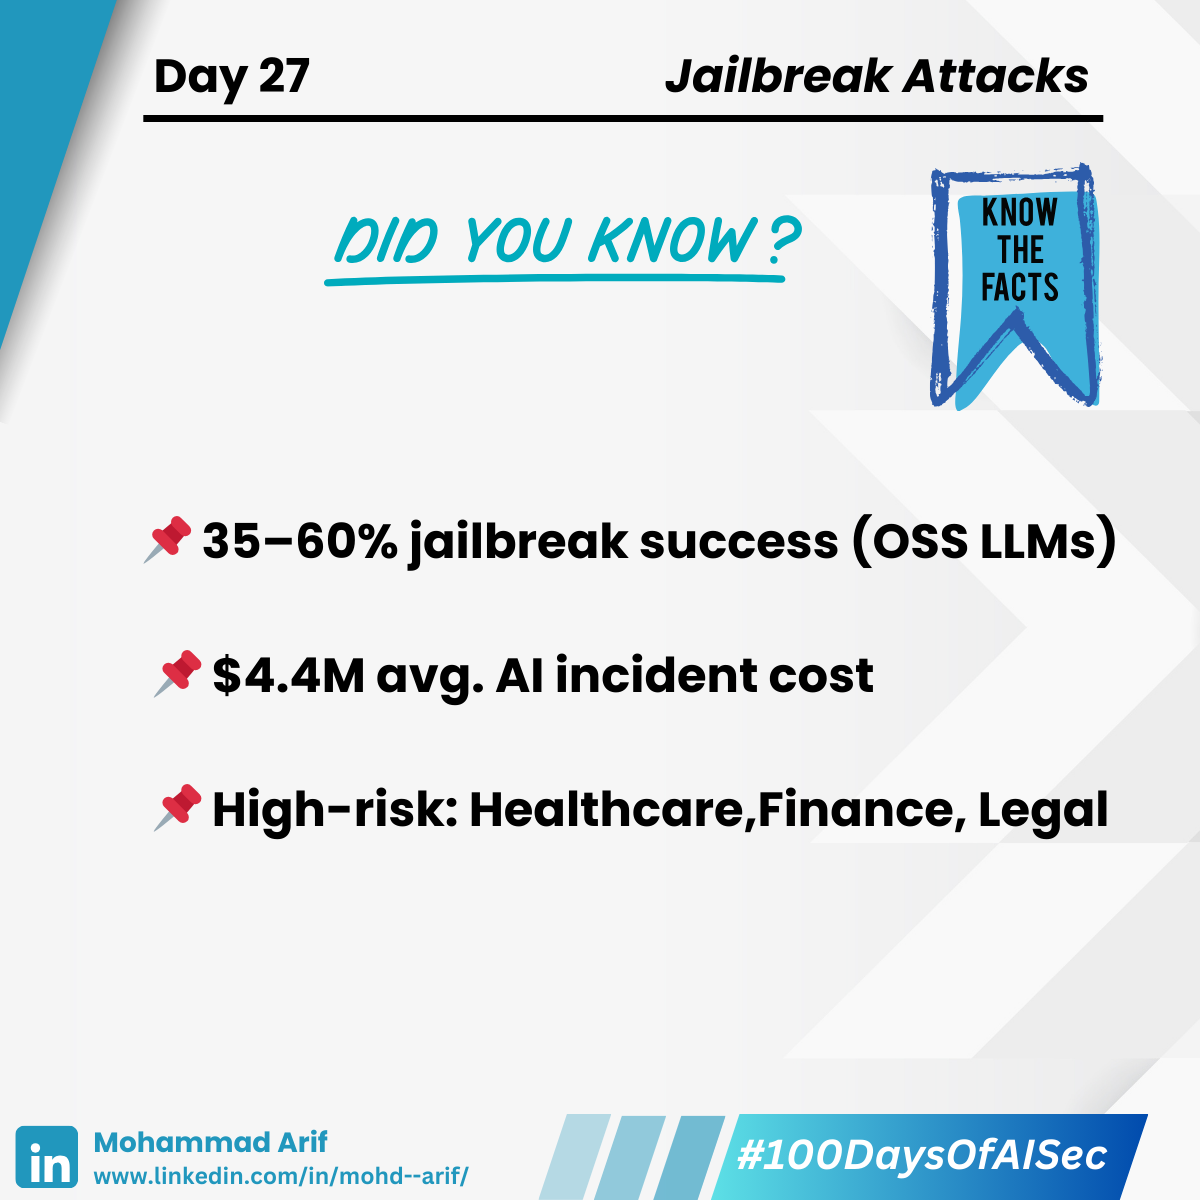 Day 27
Jailbreak Attacks
DID YOU KNOW?
KNOW
THE
FACTS
📌 35–60% jailbreak success (OSS LLMs)
📌 $4.4M avg. AI incident cost
📌 High-risk: Healthcare,Finance, Legal
in
Mohammad Arif
www.linkedin.com/in/mohd--arif/
#100DaysOfAISec